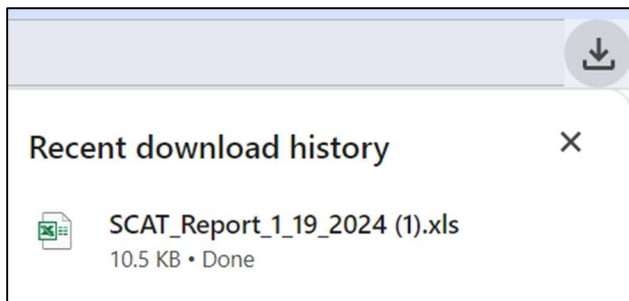 Recent download history
SCAT_Report_1_19_2024 (1).xls
10.5 KB • Done